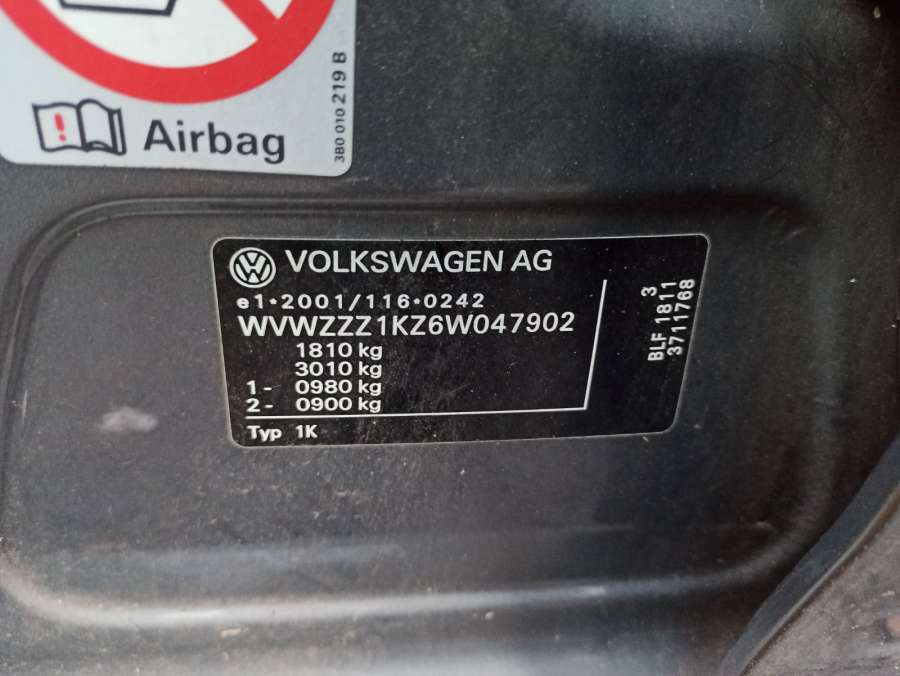 3B0 010 219 B
Airbag
VOLKSWAGEN AG
e1*2001/116*0242
WVWZZZ1KZ6W047902
1810 kg
3010 kg
1- 0980 kg
2- 0900 kg
Typ 1K
3
BLF 1811
3711768